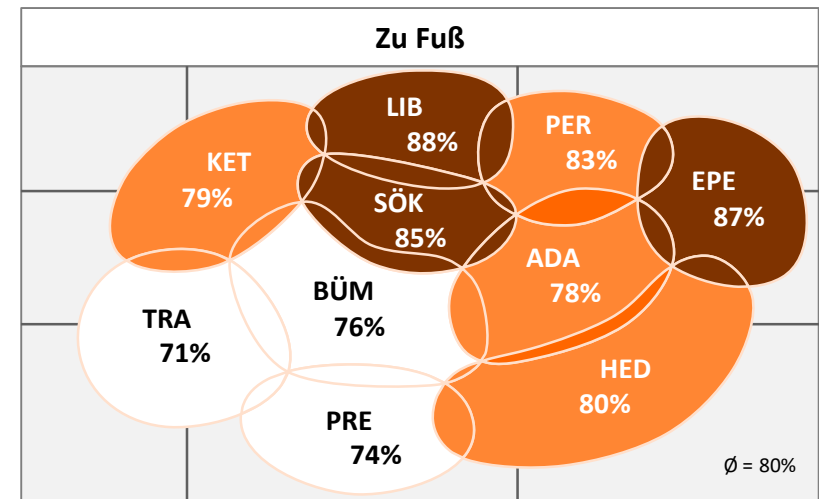 Zu Fuß
LIB
88%
PER
83%
KET
79%
EPE
87%
SÖK
85%
ADA
78%
BÜM
76%
TRA
71%
HED
80%
PRE
74%
Ø = 80%